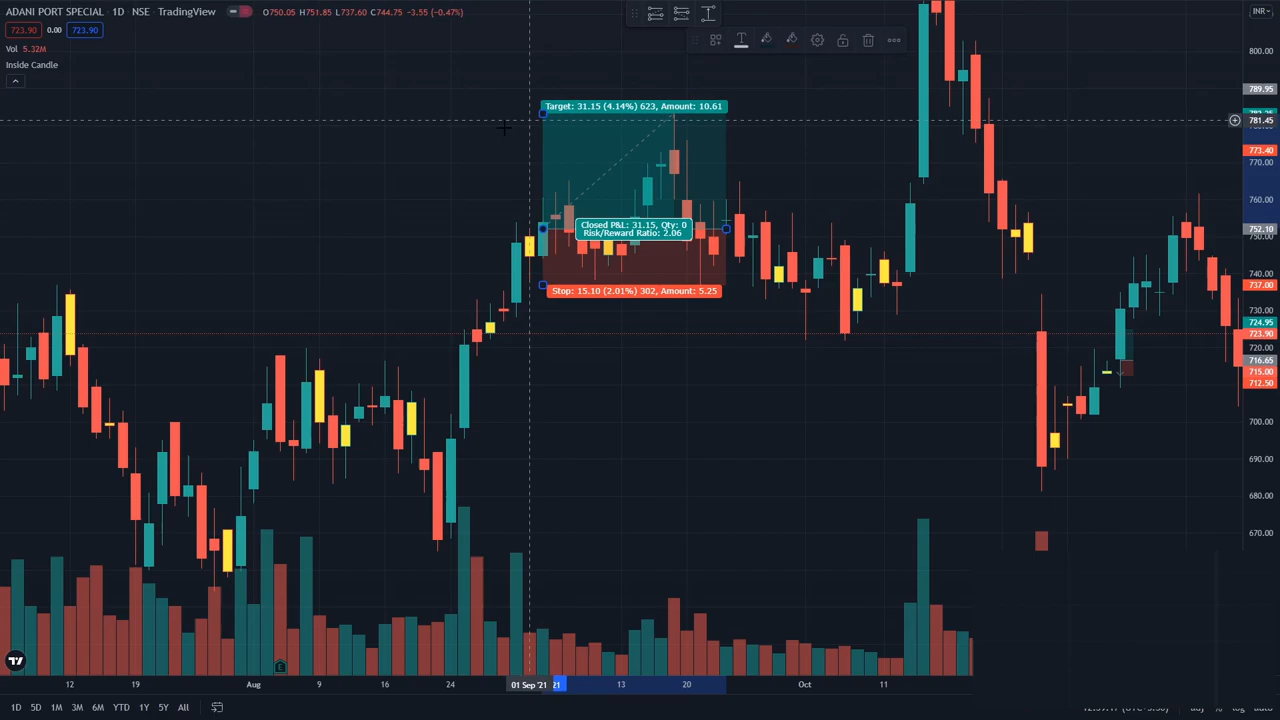 ADANI PORT SPECIAL · 1D · NSE · TradingView O750.05 H751.85 L737.60 C744.75 -3.55 (-0.47%)
INR
723.90 0.00 723.90
Vol 5.32M
Inside Candle
Target: 31.15 (4.14%) 623, Amount: 10.61
Closed P&L: 31.15, Qty: 0
Risk/Reward Ratio: 2.06
Stop: 15.10 (2.01%) 302, Amount: 5.25
800.00
789.95
781.45
773.40
770.00
760.00
752.10
750.00
740.00
737.00
730.00
724.95
723.90
720.00
716.65
715.00
712.50
700.00
690.00
680.00
670.00
E
12 19 Aug 9 16 24 01 Sep '21 21 13 20 Oct 11
1D 5D 1M 3M 6M YTD 1Y 5Y All